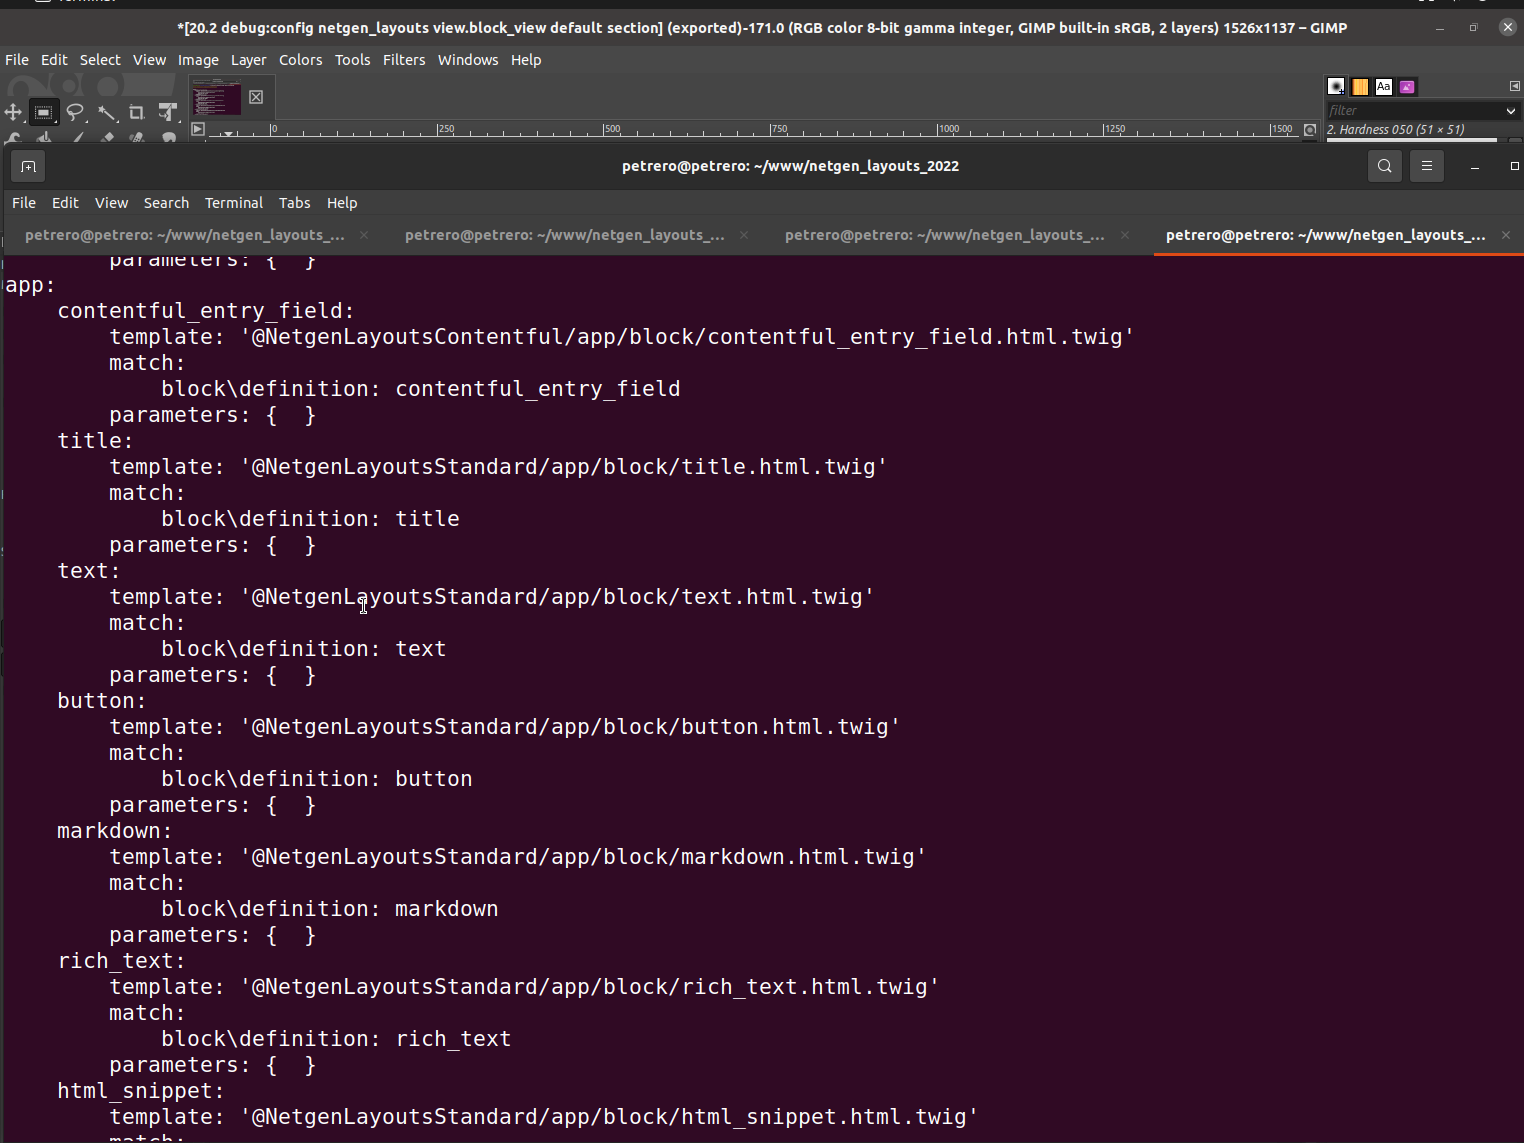 *[20.2 debug:config netgen_layouts view.block_view default section] (exported)-171.0 (RGB color 8-bit gamma integer, GIMP built-in sRGB, 2 layers) 1526x1137 – GIMP
File Edit Select View Image Layer Colors Tools Filters Windows Help
Aa
filter
0 250 500 750 1000 1250 1500
2. Hardness 050 (51 × 51)
petrero@petrero: ~/www/netgen_layouts_2022
File Edit View Search Terminal Tabs Help
petrero@petrero: ~/www/netgen_layouts_... × petrero@petrero: ~/www/netgen_layouts_... × petrero@petrero: ~/www/netgen_layouts_... × petrero@petrero: ~/www/netgen_layouts_... ×
parameters: {  }
app:
    contentful_entry_field:
        template: '@NetgenLayoutsContentful/app/block/contentful_entry_field.html.twig'
        match:
            block\definition: contentful_entry_field
        parameters: {  }
    title:
        template: '@NetgenLayoutsStandard/app/block/title.html.twig'
        match:
            block\definition: title
        parameters: {  }
    text:
        template: '@NetgenLayoutsStandard/app/block/text.html.twig'
        match:
            block\definition: text
        parameters: {  }
    button:
        template: '@NetgenLayoutsStandard/app/block/button.html.twig'
        match:
            block\definition: button
        parameters: {  }
    markdown:
        template: '@NetgenLayoutsStandard/app/block/markdown.html.twig'
        match:
            block\definition: markdown
        parameters: {  }
    rich_text:
        template: '@NetgenLayoutsStandard/app/block/rich_text.html.twig'
        match:
            block\definition: rich_text
        parameters: {  }
    html_snippet:
        template: '@NetgenLayoutsStandard/app/block/html_snippet.html.twig'